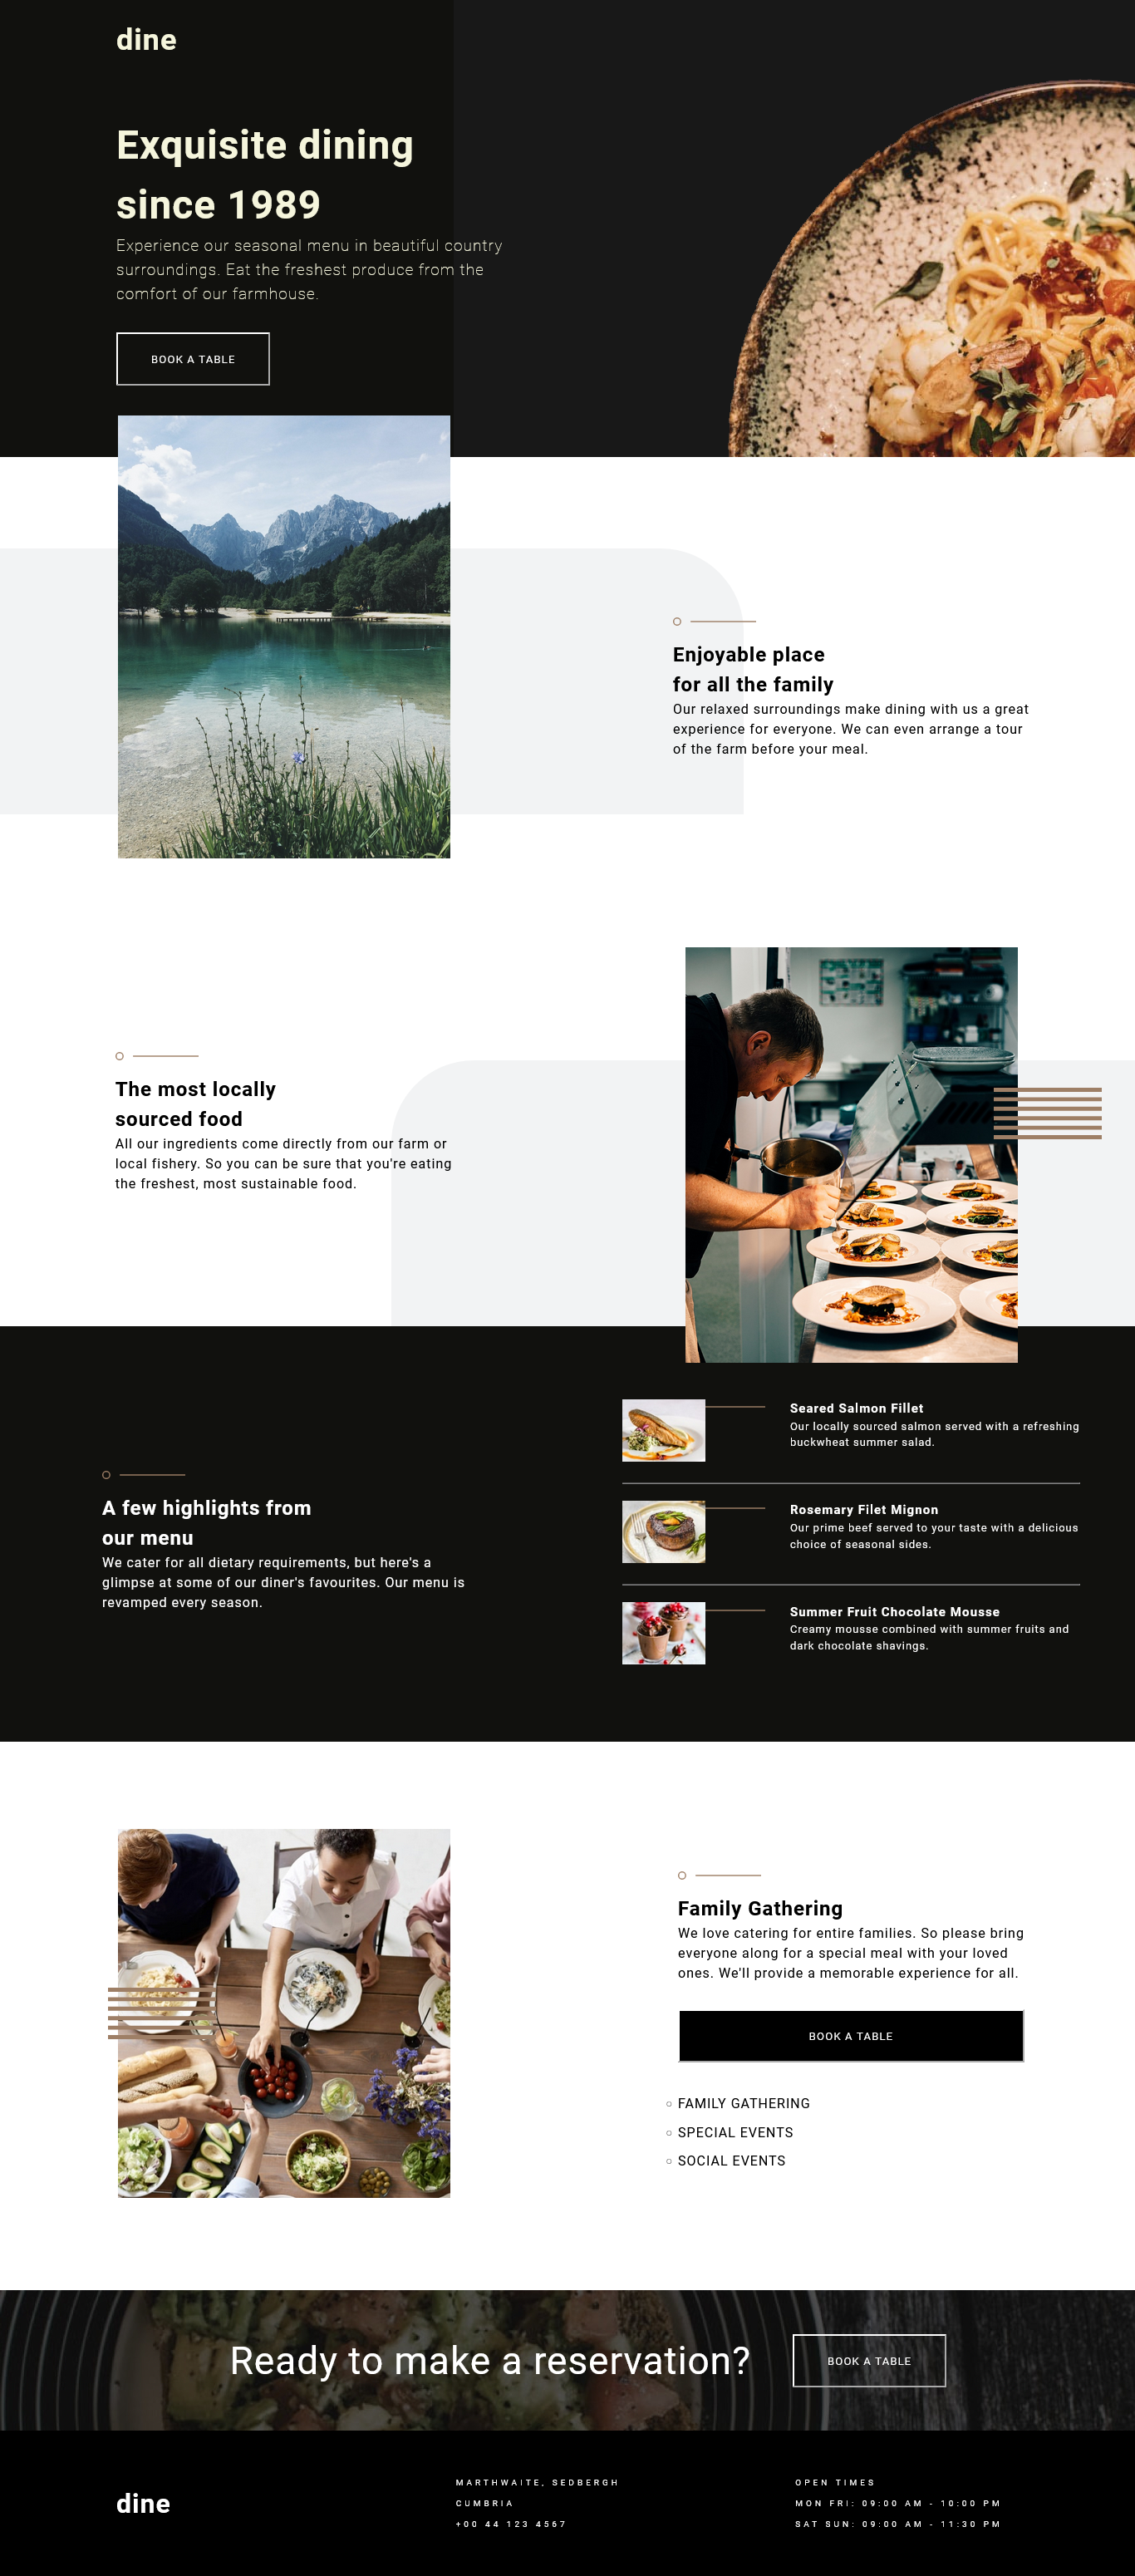 dine
Exquisite dining
since 1989
Experience our seasonal menu in beautiful country
surroundings. Eat the freshest produce from the
comfort of our farmhouse.
BOOK A TABLE
Enjoyable place
for all the family
Our relaxed surroundings make dining with us a great
experience for everyone. We can even arrange a tour
of the farm before your meal.
The most locally
sourced food
All our ingredients come directly from our farm or
local fishery. So you can be sure that you're eating
the freshest, most sustainable food.
A few highlights from
our menu
We cater for all dietary requirements, but here's a
glimpse at some of our diner's favourites. Our menu is
revamped every season.
Seared Salmon Fillet
Our locally sourced salmon served with a refreshing
buckwheat summer salad.
Rosemary Filet Mignon
Our prime beef served to your taste with a delicious
choice of seasonal sides.
Summer Fruit Chocolate Mousse
Creamy mousse combined with summer fruits and
dark chocolate shavings.
Family Gathering
We love catering for entire families. So please bring
everyone along for a special meal with your loved
ones. We'll provide a memorable experience for all.
BOOK A TABLE
FAMILY GATHERING
SPECIAL EVENTS
SOCIAL EVENTS
Ready to make a reservation?
BOOK A TABLE
dine
MARTHWAITE, SEDBERGH
CUMBRIA
+00 44 123 4567
OPEN TIMES
MON FRI: 09:00 AM - 10:00 PM
SAT SUN: 09:00 AM - 11:30 PM